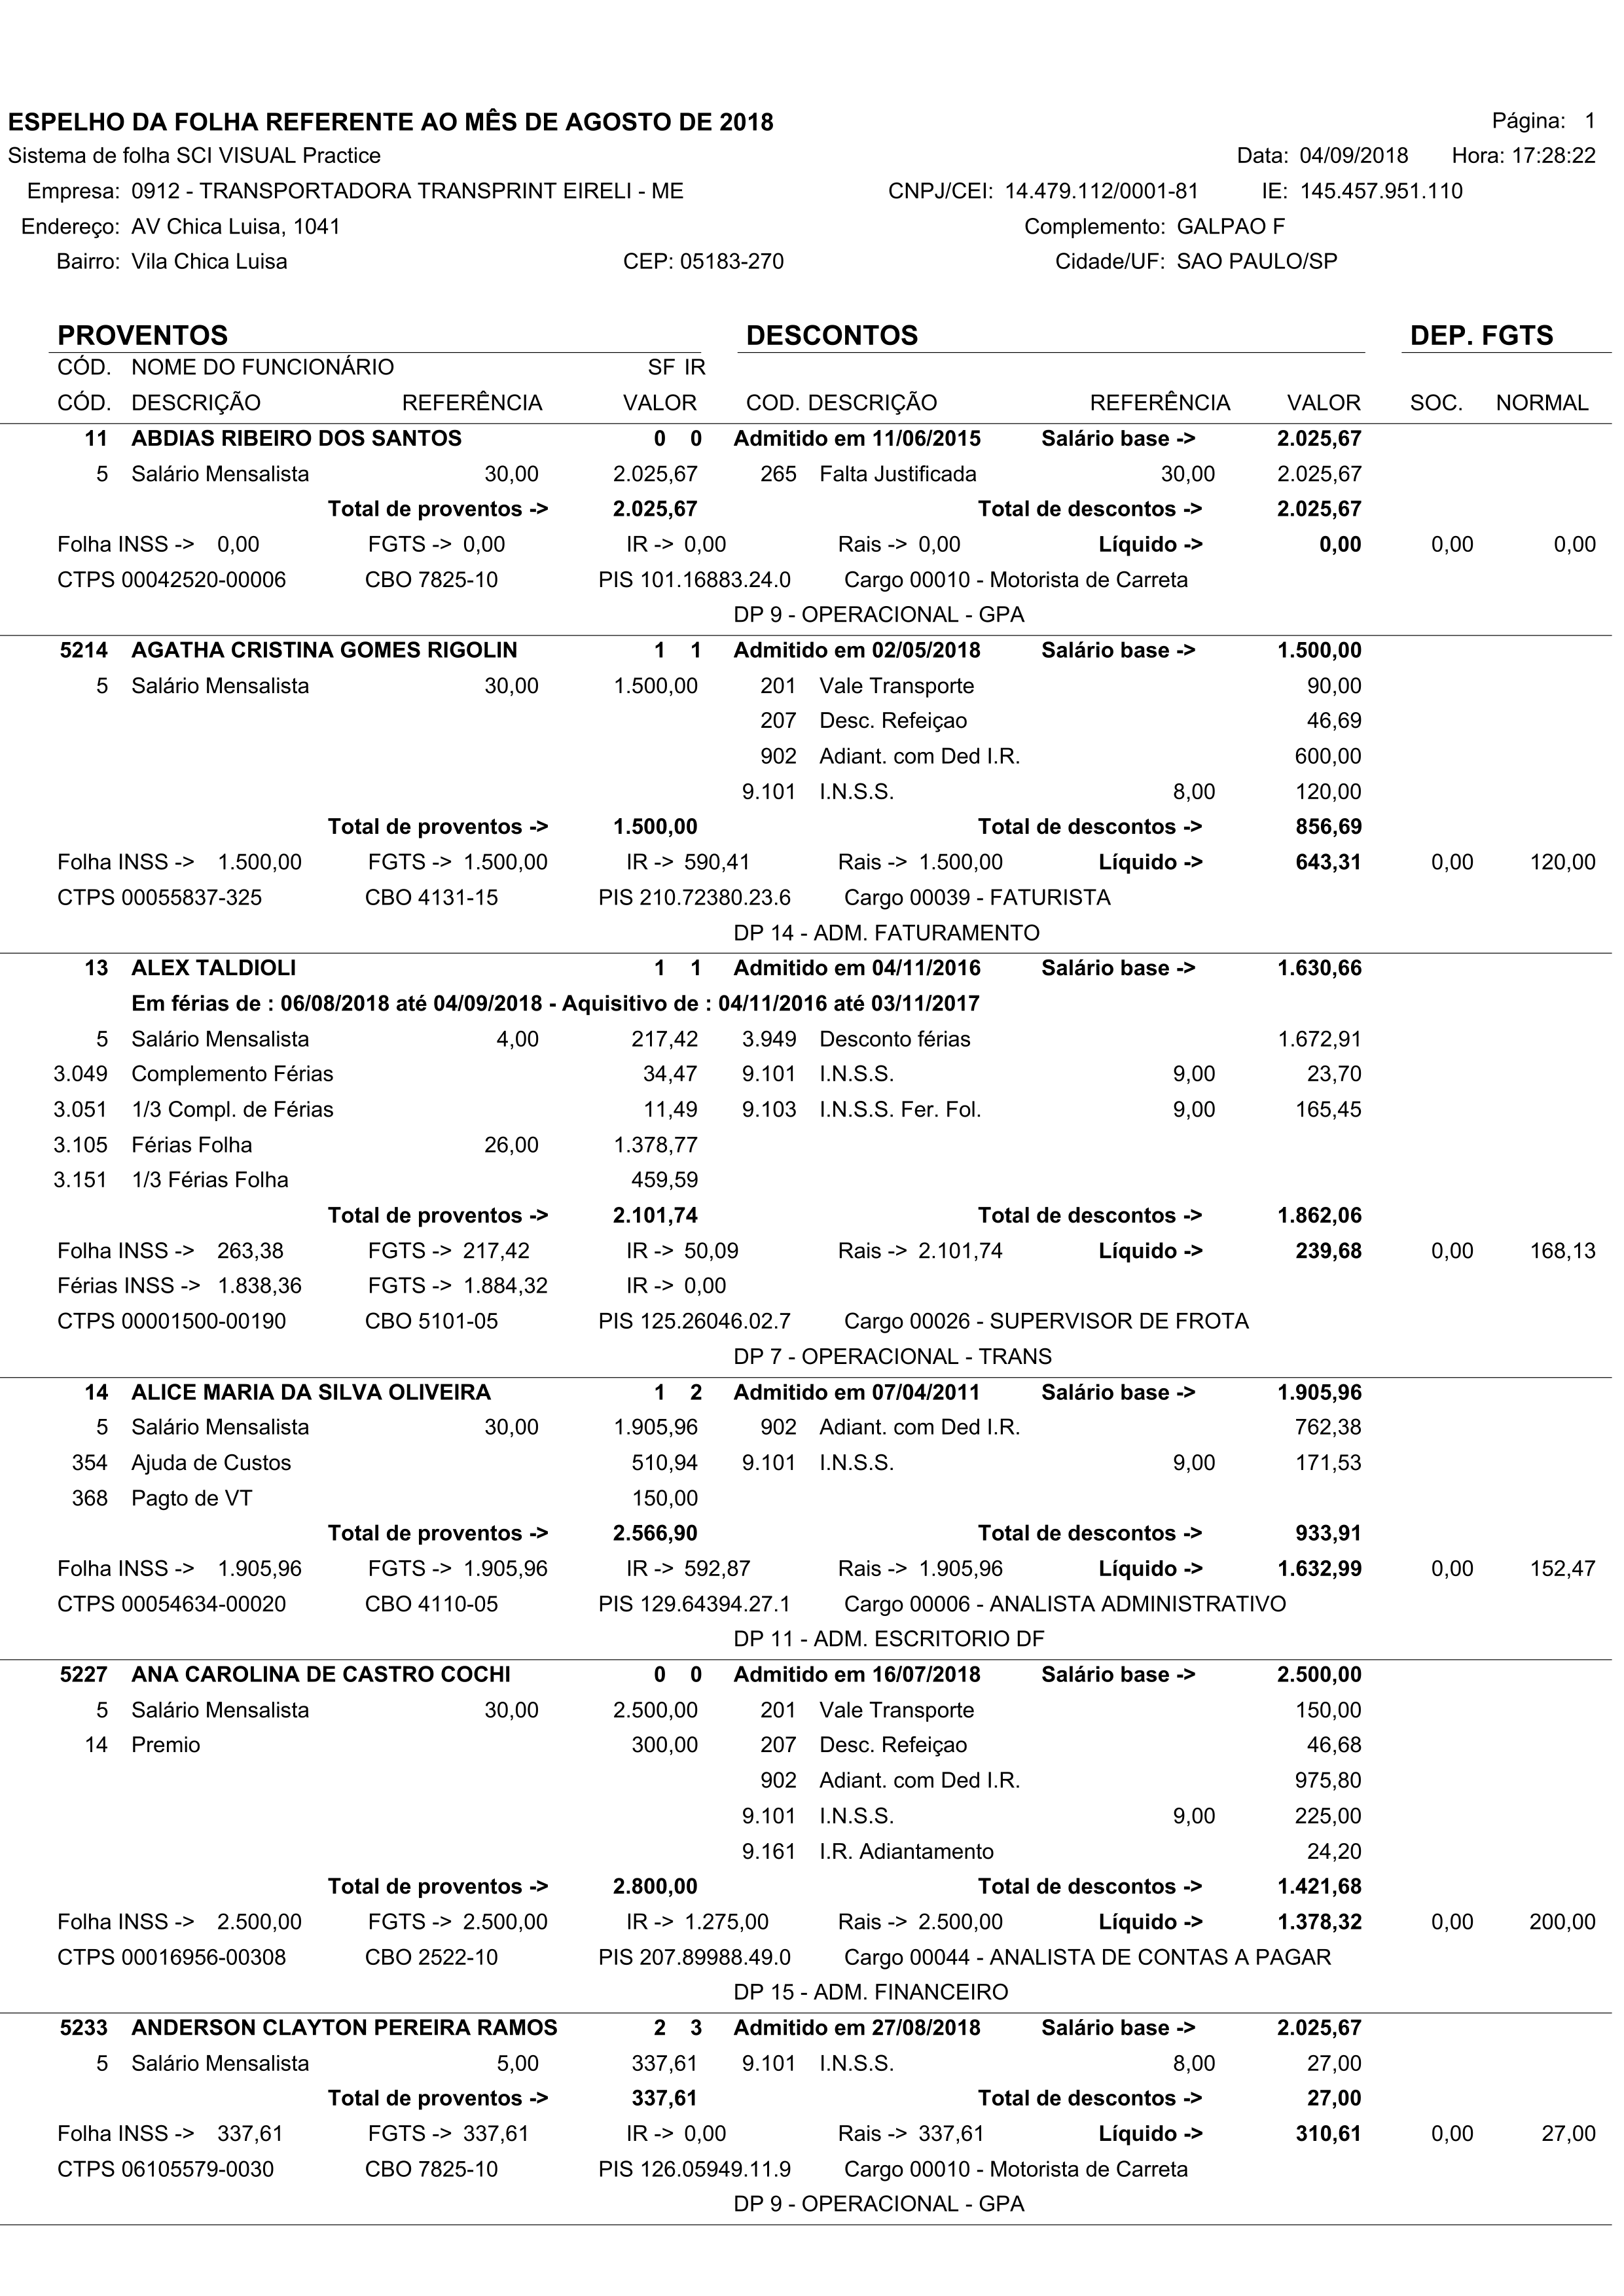 ESPELHO DA FOLHA REFERENTE AO MÊS DE AGOSTO DE 2018 Página: 1
Sistema de folha SCI VISUAL Practice Data: 04/09/2018 Hora: 17:28:22
Empresa: 0912 - TRANSPORTADORA TRANSPRINT EIRELI - ME CNPJ/CEI: 14.479.112/0001-81 IE: 145.457.951.110
Endereço: AV Chica Luisa, 1041 Complemento: GALPAO F
Bairro: Vila Chica Luisa CEP: 05183-270 Cidade/UF: SAO PAULO/SP
PROVENTOS DESCONTOS DEP. FGTS
CÓD. NOME DO FUNCIONÁRIO SF IR
CÓD. DESCRIÇÃO REFERÊNCIA VALOR COD. DESCRIÇÃO REFERÊNCIA VALOR SOC. NORMAL
11 ABDIAS RIBEIRO DOS SANTOS 0 0 Admitido em 11/06/2015 Salário base -> 2.025,67
5 Salário Mensalista 30,00 2.025,67 265 Falta Justificada 30,00 2.025,67
Total de proventos -> 2.025,67 Total de descontos -> 2.025,67
Folha INSS -> 0,00 FGTS -> 0,00 IR -> 0,00 Rais -> 0,00 Líquido -> 0,00 0,00 0,00
CTPS 00042520-00006 CBO 7825-10 PIS 101.16883.24.0 Cargo 00010 - Motorista de Carreta
DP 9 - OPERACIONAL - GPA
5214 AGATHA CRISTINA GOMES RIGOLIN 1 1 Admitido em 02/05/2018 Salário base -> 1.500,00
5 Salário Mensalista 30,00 1.500,00 201 Vale Transporte 90,00
207 Desc. Refeiçao 46,69
902 Adiant. com Ded I.R. 600,00
9.101 I.N.S.S. 8,00 120,00
Total de proventos -> 1.500,00 Total de descontos -> 856,69
Folha INSS -> 1.500,00 FGTS -> 1.500,00 IR -> 590,41 Rais -> 1.500,00 Líquido -> 643,31 0,00 120,00
CTPS 00055837-325 CBO 4131-15 PIS 210.72380.23.6 Cargo 00039 - FATURISTA
DP 14 - ADM. FATURAMENTO
13 ALEX TALDIOLI 1 1 Admitido em 04/11/2016 Salário base -> 1.630,66
Em férias de : 06/08/2018 até 04/09/2018 - Aquisitivo de : 04/11/2016 até 03/11/2017
5 Salário Mensalista 4,00 217,42 3.949 Desconto férias 1.672,91
3.049 Complemento Férias 34,47 9.101 I.N.S.S. 9,00 23,70
3.051 1/3 Compl. de Férias 11,49 9.103 I.N.S.S. Fer. Fol. 9,00 165,45
3.105 Férias Folha 26,00 1.378,77
3.151 1/3 Férias Folha 459,59
Total de proventos -> 2.101,74 Total de descontos -> 1.862,06
Folha INSS -> 263,38 FGTS -> 217,42 IR -> 50,09 Rais -> 2.101,74 Líquido -> 239,68 0,00 168,13
Férias INSS -> 1.838,36 FGTS -> 1.884,32 IR -> 0,00
CTPS 00001500-00190 CBO 5101-05 PIS 125.26046.02.7 Cargo 00026 - SUPERVISOR DE FROTA
DP 7 - OPERACIONAL - TRANS
14 ALICE MARIA DA SILVA OLIVEIRA 1 2 Admitido em 07/04/2011 Salário base -> 1.905,96
5 Salário Mensalista 30,00 1.905,96 902 Adiant. com Ded I.R. 762,38
354 Ajuda de Custos 510,94 9.101 I.N.S.S. 9,00 171,53
368 Pagto de VT 150,00
Total de proventos -> 2.566,90 Total de descontos -> 933,91
Folha INSS -> 1.905,96 FGTS -> 1.905,96 IR -> 592,87 Rais -> 1.905,96 Líquido -> 1.632,99 0,00 152,47
CTPS 00054634-00020 CBO 4110-05 PIS 129.64394.27.1 Cargo 00006 - ANALISTA ADMINISTRATIVO
DP 11 - ADM. ESCRITORIO DF
5227 ANA CAROLINA DE CASTRO COCHI 0 0 Admitido em 16/07/2018 Salário base -> 2.500,00
5 Salário Mensalista 30,00 2.500,00 201 Vale Transporte 150,00
14 Premio 300,00 207 Desc. Refeiçao 46,68
902 Adiant. com Ded I.R. 975,80
9.101 I.N.S.S. 9,00 225,00
9.161 I.R. Adiantamento 24,20
Total de proventos -> 2.800,00 Total de descontos -> 1.421,68
Folha INSS -> 2.500,00 FGTS -> 2.500,00 IR -> 1.275,00 Rais -> 2.500,00 Líquido -> 1.378,32 0,00 200,00
CTPS 00016956-00308 CBO 2522-10 PIS 207.89988.49.0 Cargo 00044 - ANALISTA DE CONTAS A PAGAR
DP 15 - ADM. FINANCEIRO
5233 ANDERSON CLAYTON PEREIRA RAMOS 2 3 Admitido em 27/08/2018 Salário base -> 2.025,67
5 Salário Mensalista 5,00 337,61 9.101 I.N.S.S. 8,00 27,00
Total de proventos -> 337,61 Total de descontos -> 27,00
Folha INSS -> 337,61 FGTS -> 337,61 IR -> 0,00 Rais -> 337,61 Líquido -> 310,61 0,00 27,00
CTPS 06105579-0030 CBO 7825-10 PIS 126.05949.11.9 Cargo 00010 - Motorista de Carreta
DP 9 - OPERACIONAL - GPA